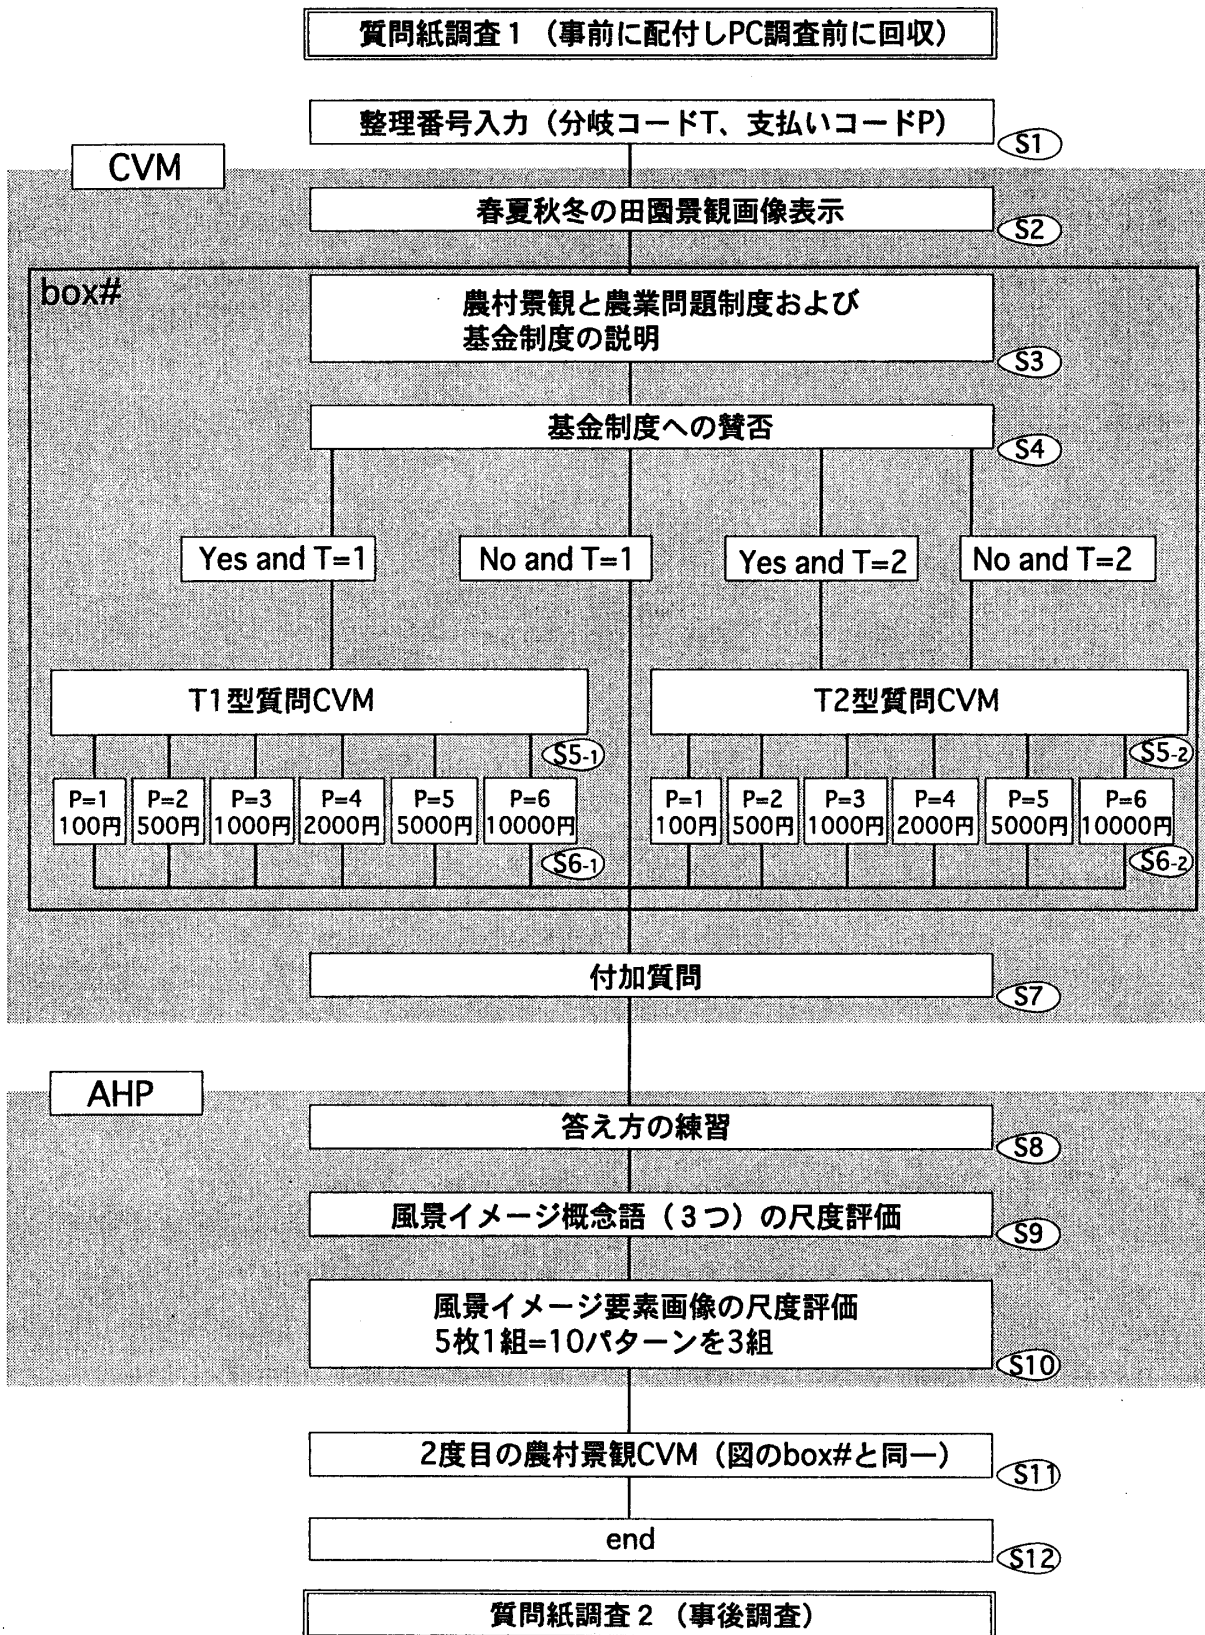 質問紙調査1（事前に配付しPC調査前に回収）
整理番号入力（分岐コードT、支払いコードP）
S1
CVM
春夏秋冬の田園景観画像表示
S2
box#
農村景観と農業問題制度および
基金制度の説明
S3
基金制度への賛否
S4
Yes and T=1
No and T=1
Yes and T=2
No and T=2
T1型質問CVM
T2型質問CVM
S5-1
S5-2
P=1
100円
P=2
500円
P=3
1000円
P=4
2000円
P=5
5000円
P=6
10000円
P=1
100円
P=2
500円
P=3
1000円
P=4
2000円
P=5
5000円
P=6
10000円
S6-1
S6-2
付加質問
S7
AHP
答え方の練習
S8
風景イメージ概念語（３つ）の尺度評価
S9
風景イメージ要素画像の尺度評価
5枚1組=10パターンを3組
S10
2度目の農村景観CVM（図のbox#と同一）
S11
end
S12
質問紙調査２（事後調査）